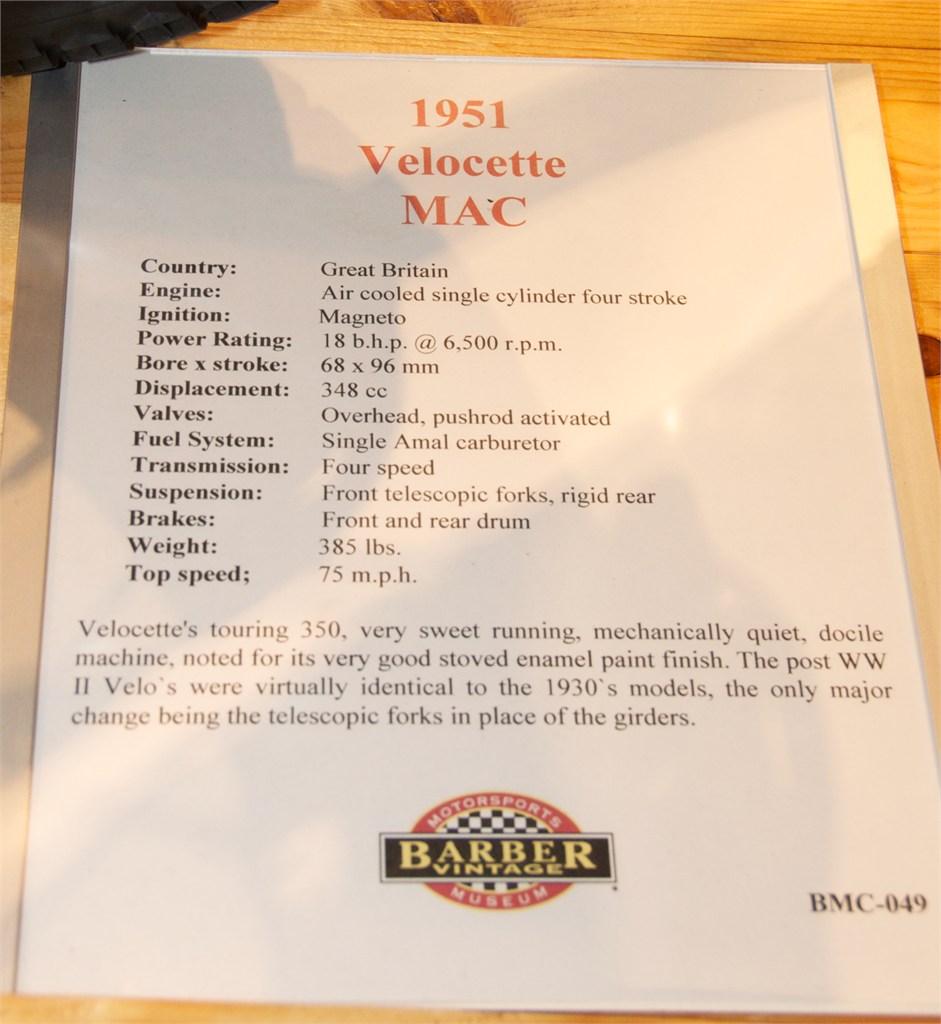 1951
Velocette
MAC
Country: Great Britain
Engine: Air cooled single cylinder four stroke
Ignition: Magneto
Power Rating: 18 b.h.p. @ 6,500 r.p.m.
Bore x stroke: 68 x 96 mm
Displacement: 348 cc
Valves: Overhead, pushrod activated
Fuel System: Single Amal carburetor
Transmission: Four speed
Suspension: Front telescopic forks, rigid rear
Brakes: Front and rear drum
Weight: 385 lbs.
Top speed; 75 m.p.h.
Velocette's touring 350, very sweet running, mechanically quiet, docile
machine, noted for its very good stoved enamel paint finish. The post WW
II Velo`s were virtually identical to the 1930`s models, the only major
change being the telescopic forks in place of the girders.
MOTORSPORTS
BARBER
VINTAGE
MUSEUM
BMC-049